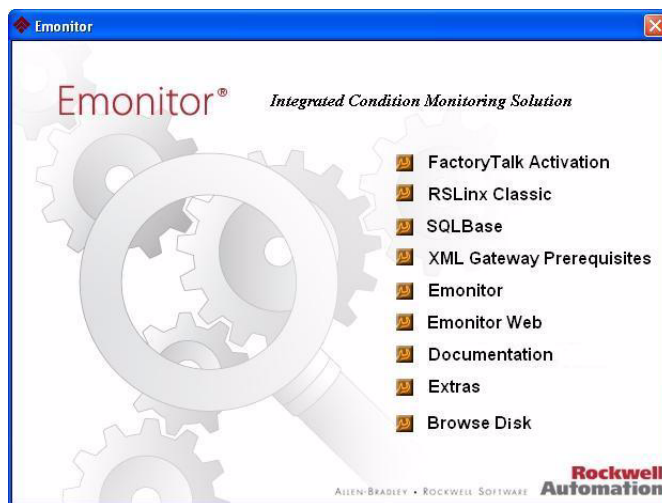 Emonitor
Emonitor®
Integrated Condition Monitoring Solution
FactoryTalk Activation
RSLinx Classic
SQLBase
XML Gateway Prerequisites
Emonitor
Emonitor Web
Documentation
Extras
Browse Disk
ALLEN-BRADLEY • ROCKWELL SOFTWARE
Rockwell
Automation